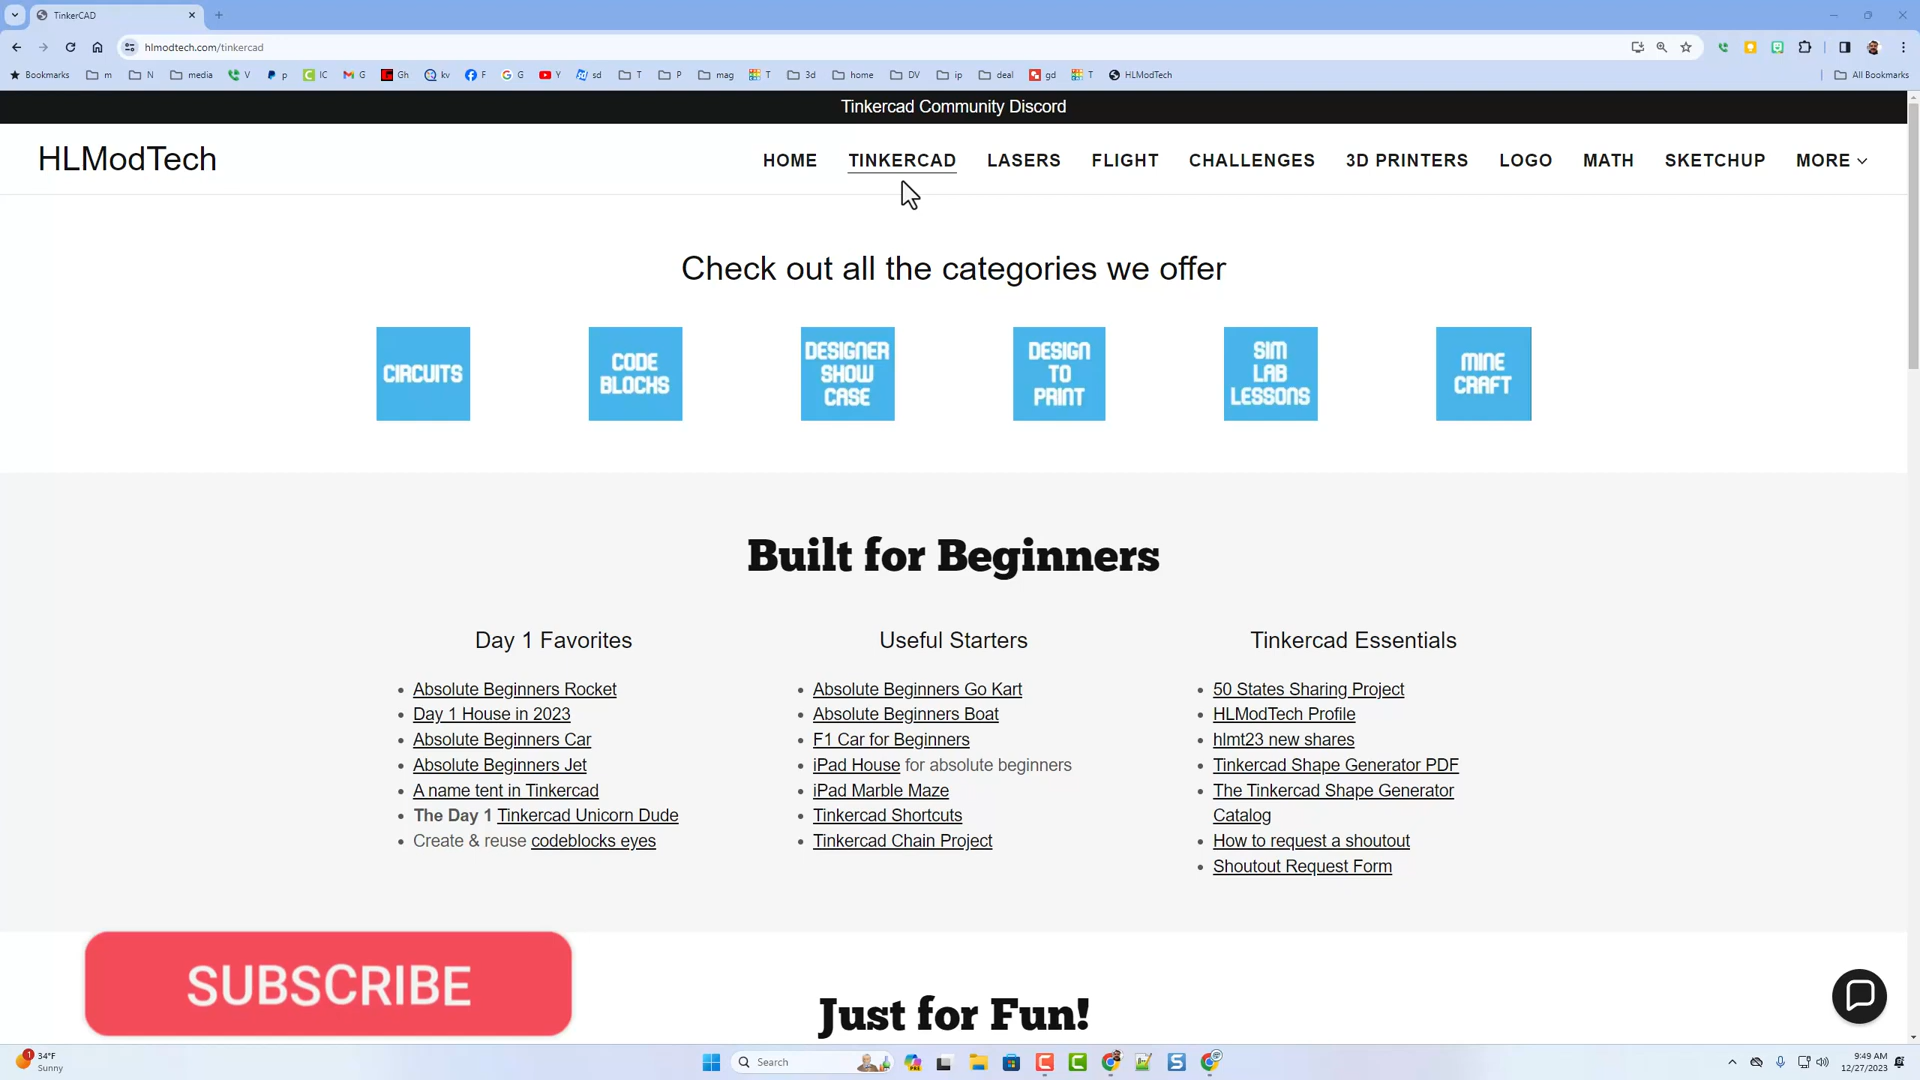 TinkerCAD
hlmodtech.com/tinkercad
Bookmarks m N media V p IC G Gh kv F G Y sd T P mag T 3d home DV ip deal gd T HLModTech All Bookmarks
Tinkercad Community Discord
HLModTech HOME TINKERCAD LASERS FLIGHT CHALLENGES 3D PRINTERS LOGO MATH SKETCHUP MORE
Check out all the categories we offer
CIRCUITS
CODE
BLOCKS
DESIGNER
SHOW
CASE
DESIGN
TO
PRINT
SIM
LAB
LESSONS
MINE
CRAFT
Built for Beginners
Day 1 Favorites
Absolute Beginners Rocket
Day 1 House in 2023
Absolute Beginners Car
Absolute Beginners Jet
A name tent in Tinkercad
The Day 1 Tinkercad Unicorn Dude
Create & reuse codeblocks eyes
Useful Starters
Absolute Beginners Go Kart
Absolute Beginners Boat
F1 Car for Beginners
iPad House for absolute beginners
iPad Marble Maze
Tinkercad Shortcuts
Tinkercad Chain Project
Tinkercad Essentials
50 States Sharing Project
HLModTech Profile
hlmt23 new shares
Tinkercad Shape Generator PDF
The Tinkercad Shape Generator
Catalog
How to request a shoutout
Shoutout Request Form
SUBSCRIBE
Just for Fun!
1
34°F
Sunny
Search
PRE
9:49 AM
12/27/2023